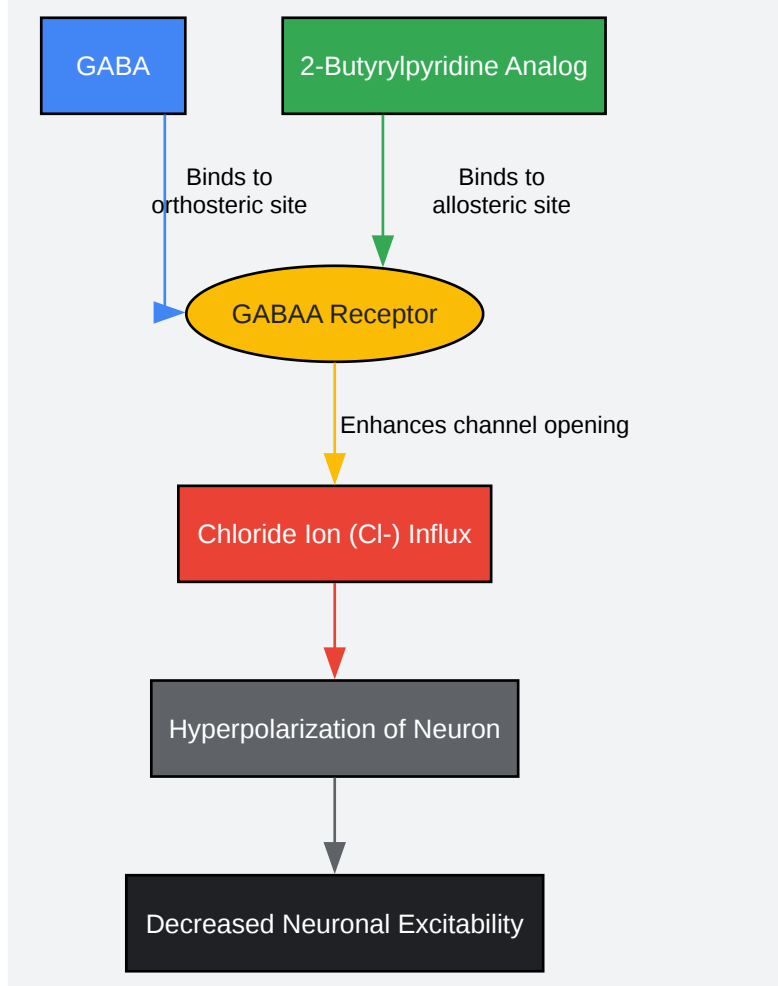 GABA
2-Butyrylpyridine Analog
Binds to
orthosteric site
Binds to
allosteric site
GABAA Receptor
Enhances channel opening
Chloride Ion (Cl-) Influx
Hyperpolarization of Neuron
Decreased Neuronal Excitability